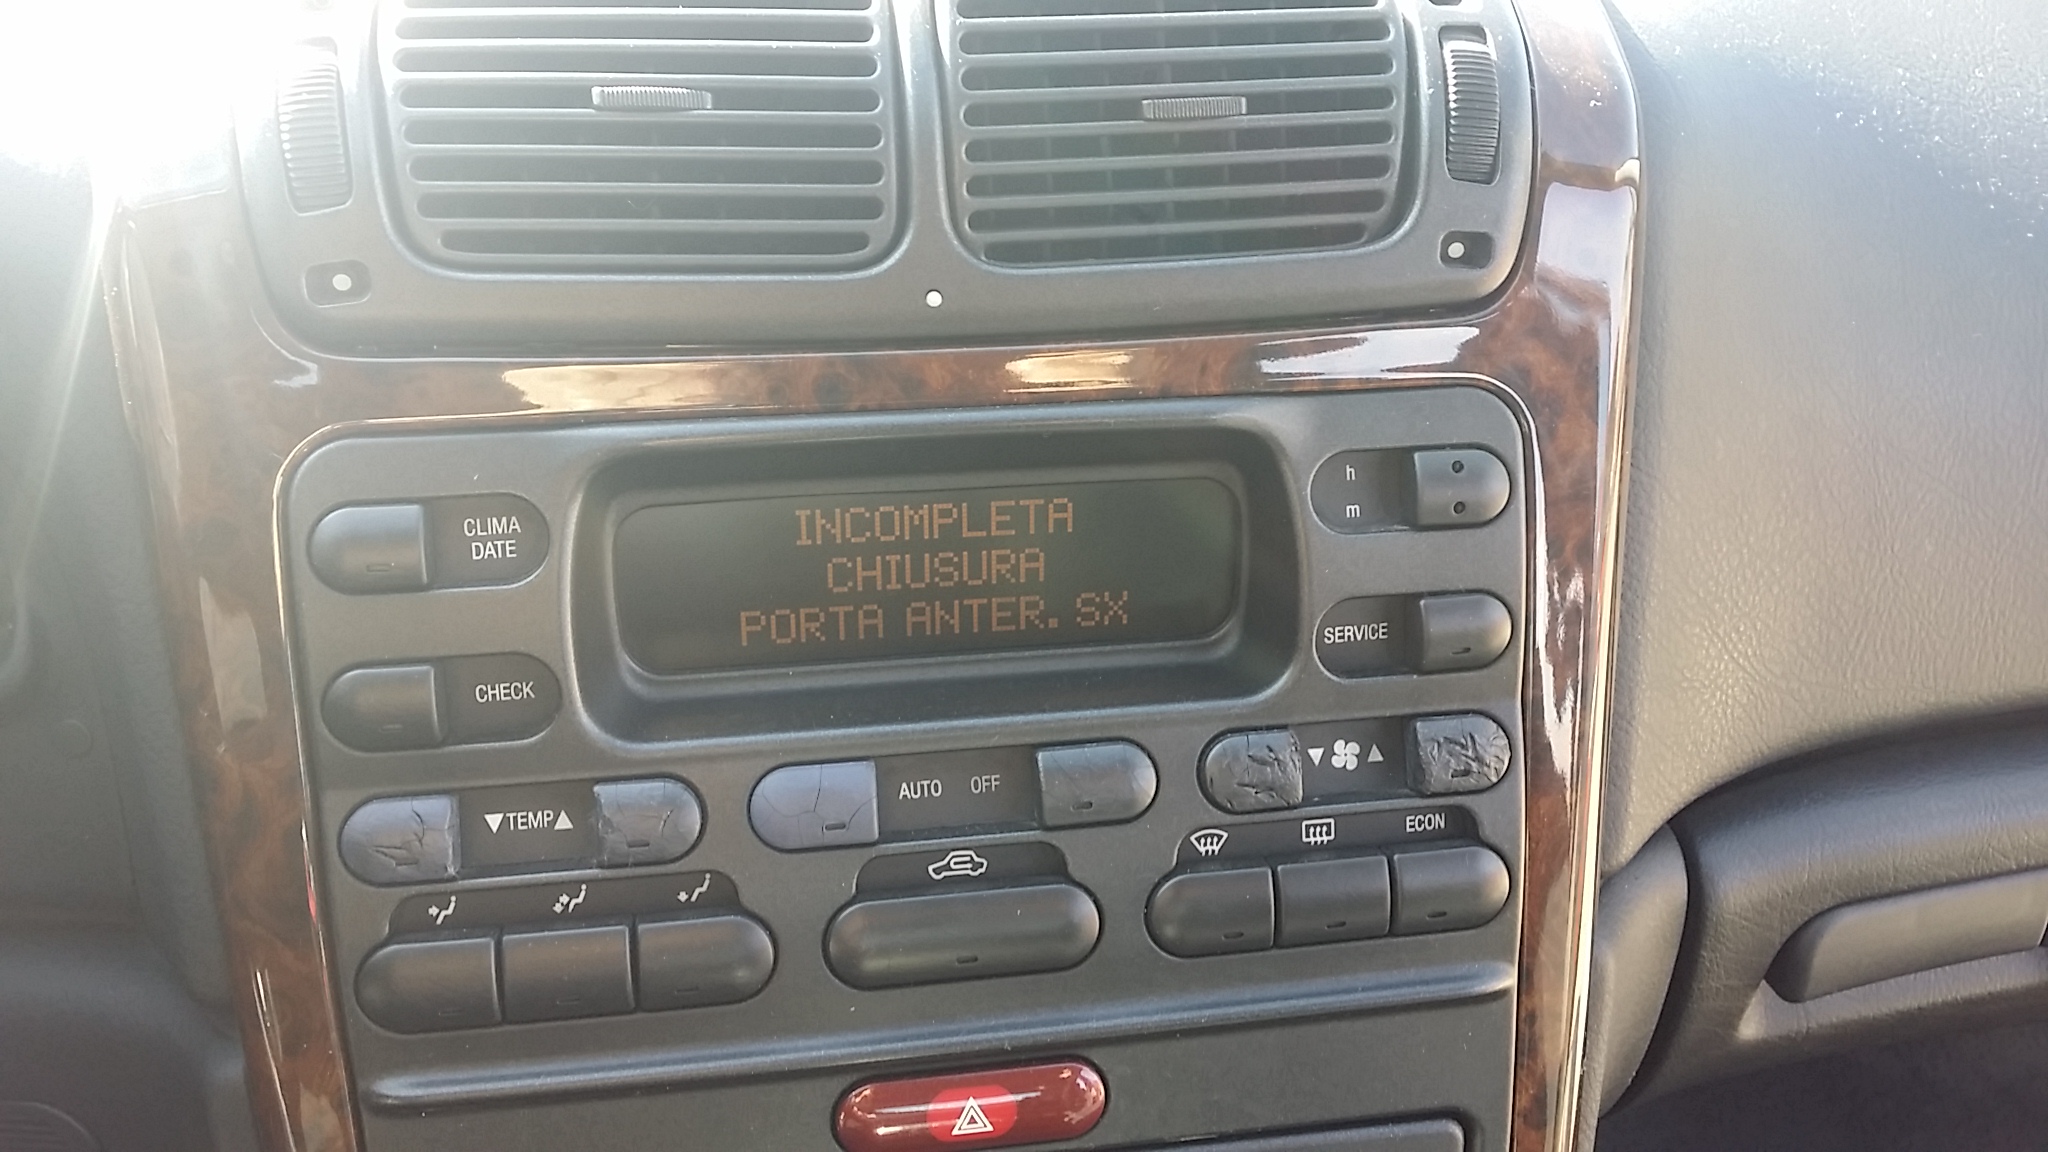 INCOMPLETA
CHIUSURA
PORTA ANTER. SX
CLIMA
DATE
CHECK
h
m
SERVICE
▼TEMP▲
AUTO OFF
▼ ▲
ECON